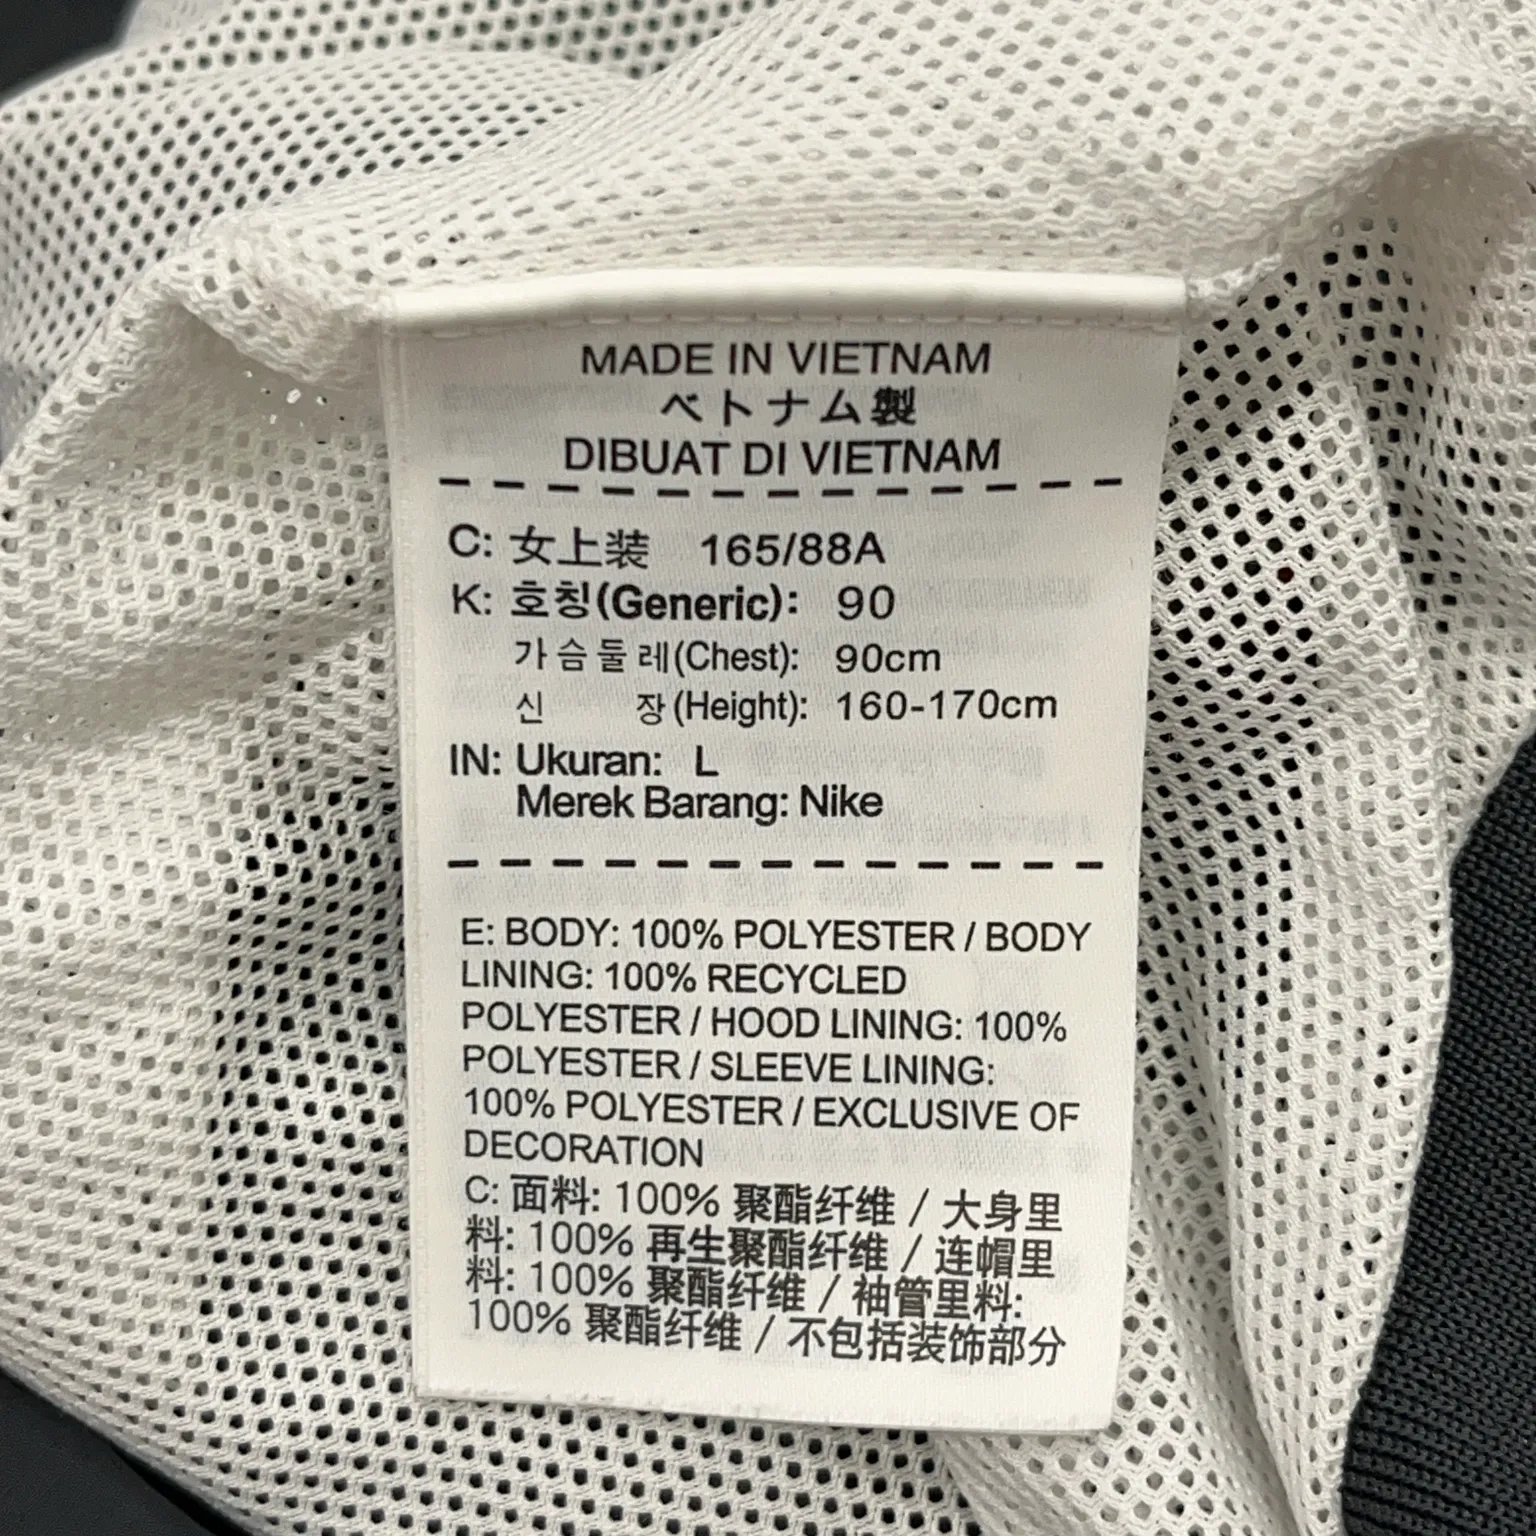 MADE IN VIETNAM
ベトナム製
DIBUAT DI VIETNAM
C: 女上装 165/88A
K: 호칭(Generic): 90
가슴둘레(Chest): 90cm
신 장(Height): 160-170cm
IN: Ukuran: L
Merek Barang: Nike
E: BODY: 100% POLYESTER / BODY
LINING: 100% RECYCLED
POLYESTER / HOOD LINING: 100%
POLYESTER / SLEEVE LINING:
100% POLYESTER / EXCLUSIVE OF
DECORATION
C: 面料: 100% 聚酯纤维 / 大身里
料: 100% 再生聚酯纤维 / 连帽里
料: 100% 聚酯纤维 / 袖管里料:
100% 聚酯纤维 / 不包括装饰部分